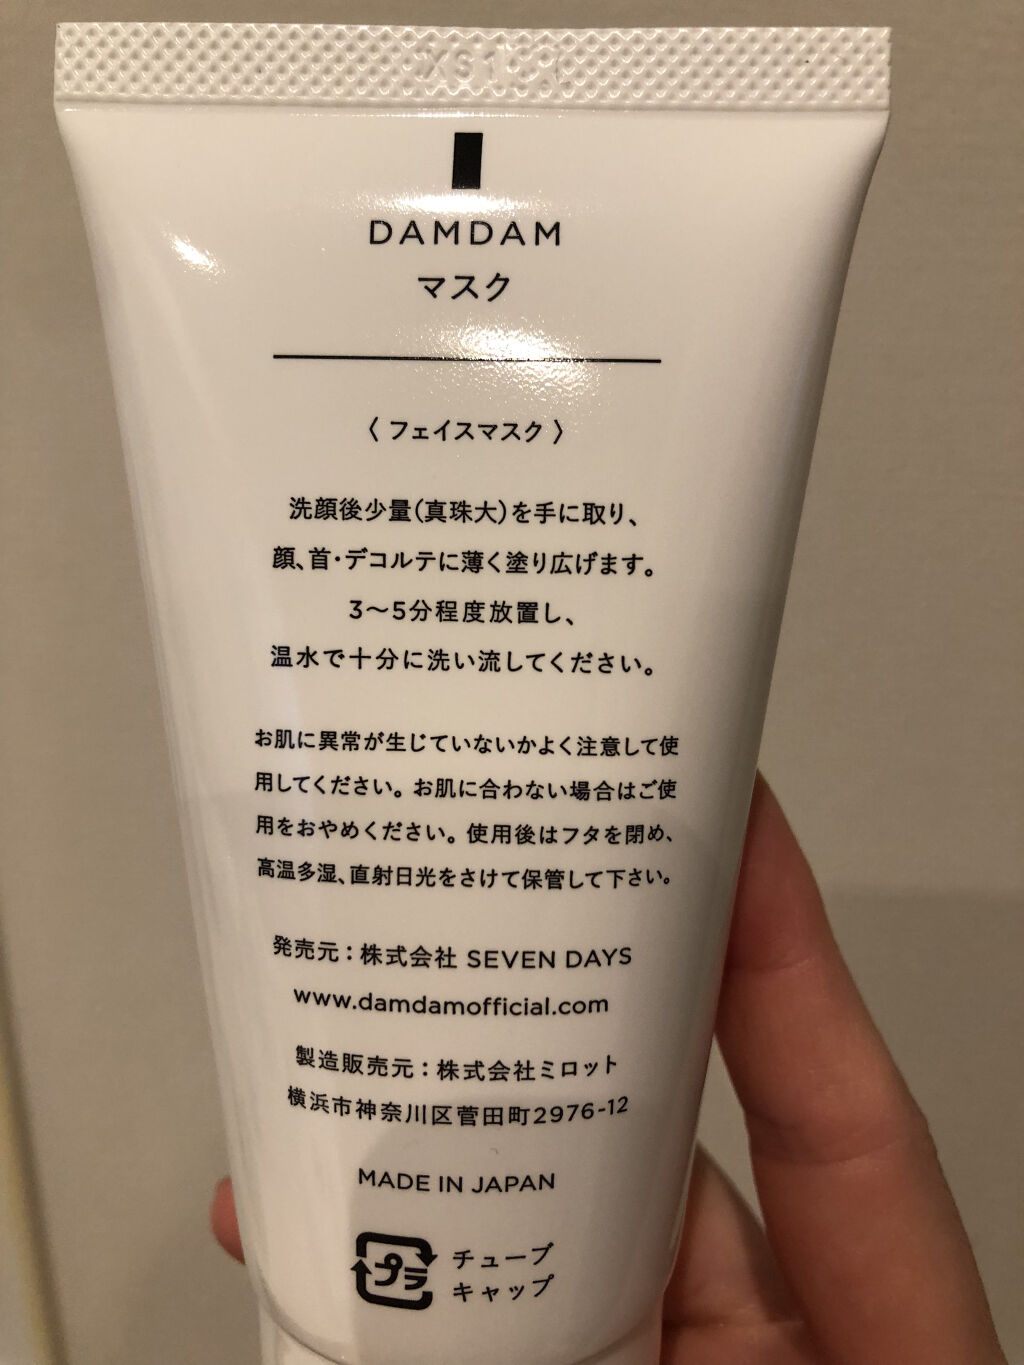 DAMDAM
マスク
〈 フェイスマスク 〉
洗顔後少量(真珠大)を手に取り、
顔、首・デコルテに薄く塗り広げます。
3〜5分程度放置し、
温水で十分に洗い流してください。
お肌に異常が生じていないかよく注意して使
用してください。お肌に合わない場合はご使
用をおやめください。使用後はフタを閉め、
高温多湿、直射日光をさけて保管して下さい。
発売元:株式会社 SEVEN DAYS
www.damdamofficial.com
製造販売元:株式会社ミロット
横浜市神奈川区菅田町2976-12
MADE IN JAPAN
プラ
チューブ
キャップ